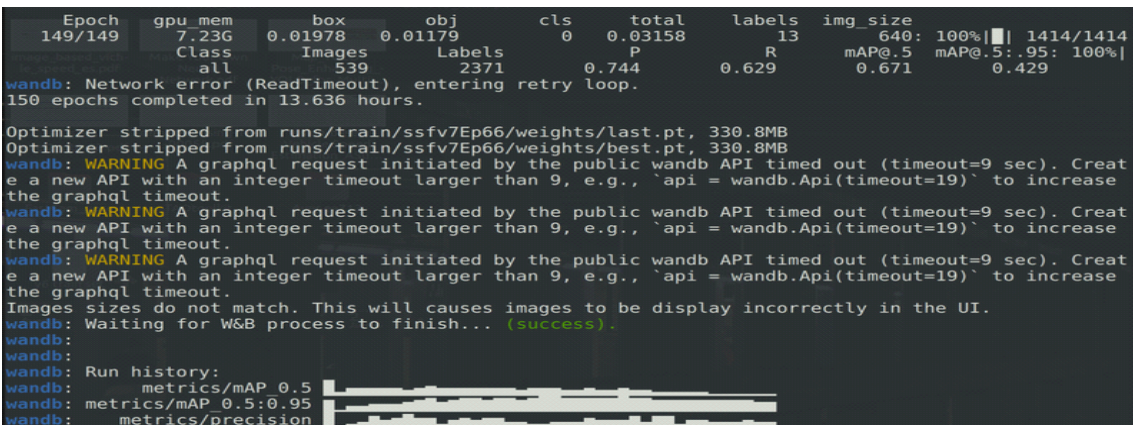 Epoch gpu_mem box obj cls total labels img_size
149/149 7.23G 0.01978 0.01179 0 0.03158 13 640: 100%|█| 1414/1414
Class Images Labels P R mAP@.5 mAP@.5:.95: 100%|
all 539 2371 0.744 0.629 0.671 0.429
wandb: Network error (ReadTimeout), entering retry loop.
150 epochs completed in 13.636 hours.
Optimizer stripped from runs/train/ssfv7Ep66/weights/last.pt, 330.8MB
Optimizer stripped from runs/train/ssfv7Ep66/weights/best.pt, 330.8MB
wandb: WARNING A graphql request initiated by the public wandb API timed out (timeout=9 sec). Creat
e a new API with an integer timeout larger than 9, e.g., `api = wandb.Api(timeout=19)` to increase
the graphql timeout.
wandb: WARNING A graphql request initiated by the public wandb API timed out (timeout=9 sec). Creat
e a new API with an integer timeout larger than 9, e.g., `api = wandb.Api(timeout=19)` to increase
the graphql timeout.
wandb: WARNING A graphql request initiated by the public wandb API timed out (timeout=9 sec). Creat
e a new API with an integer timeout larger than 9, e.g., `api = wandb.Api(timeout=19)` to increase
the graphql timeout.
Images sizes do not match. This will causes images to be display incorrectly in the UI.
wandb: Waiting for W&B process to finish... (success).
wandb:
wandb:
wandb: Run history:
wandb: metrics/mAP_0.5
wandb: metrics/mAP_0.5:0.95
wandb: metrics/precision